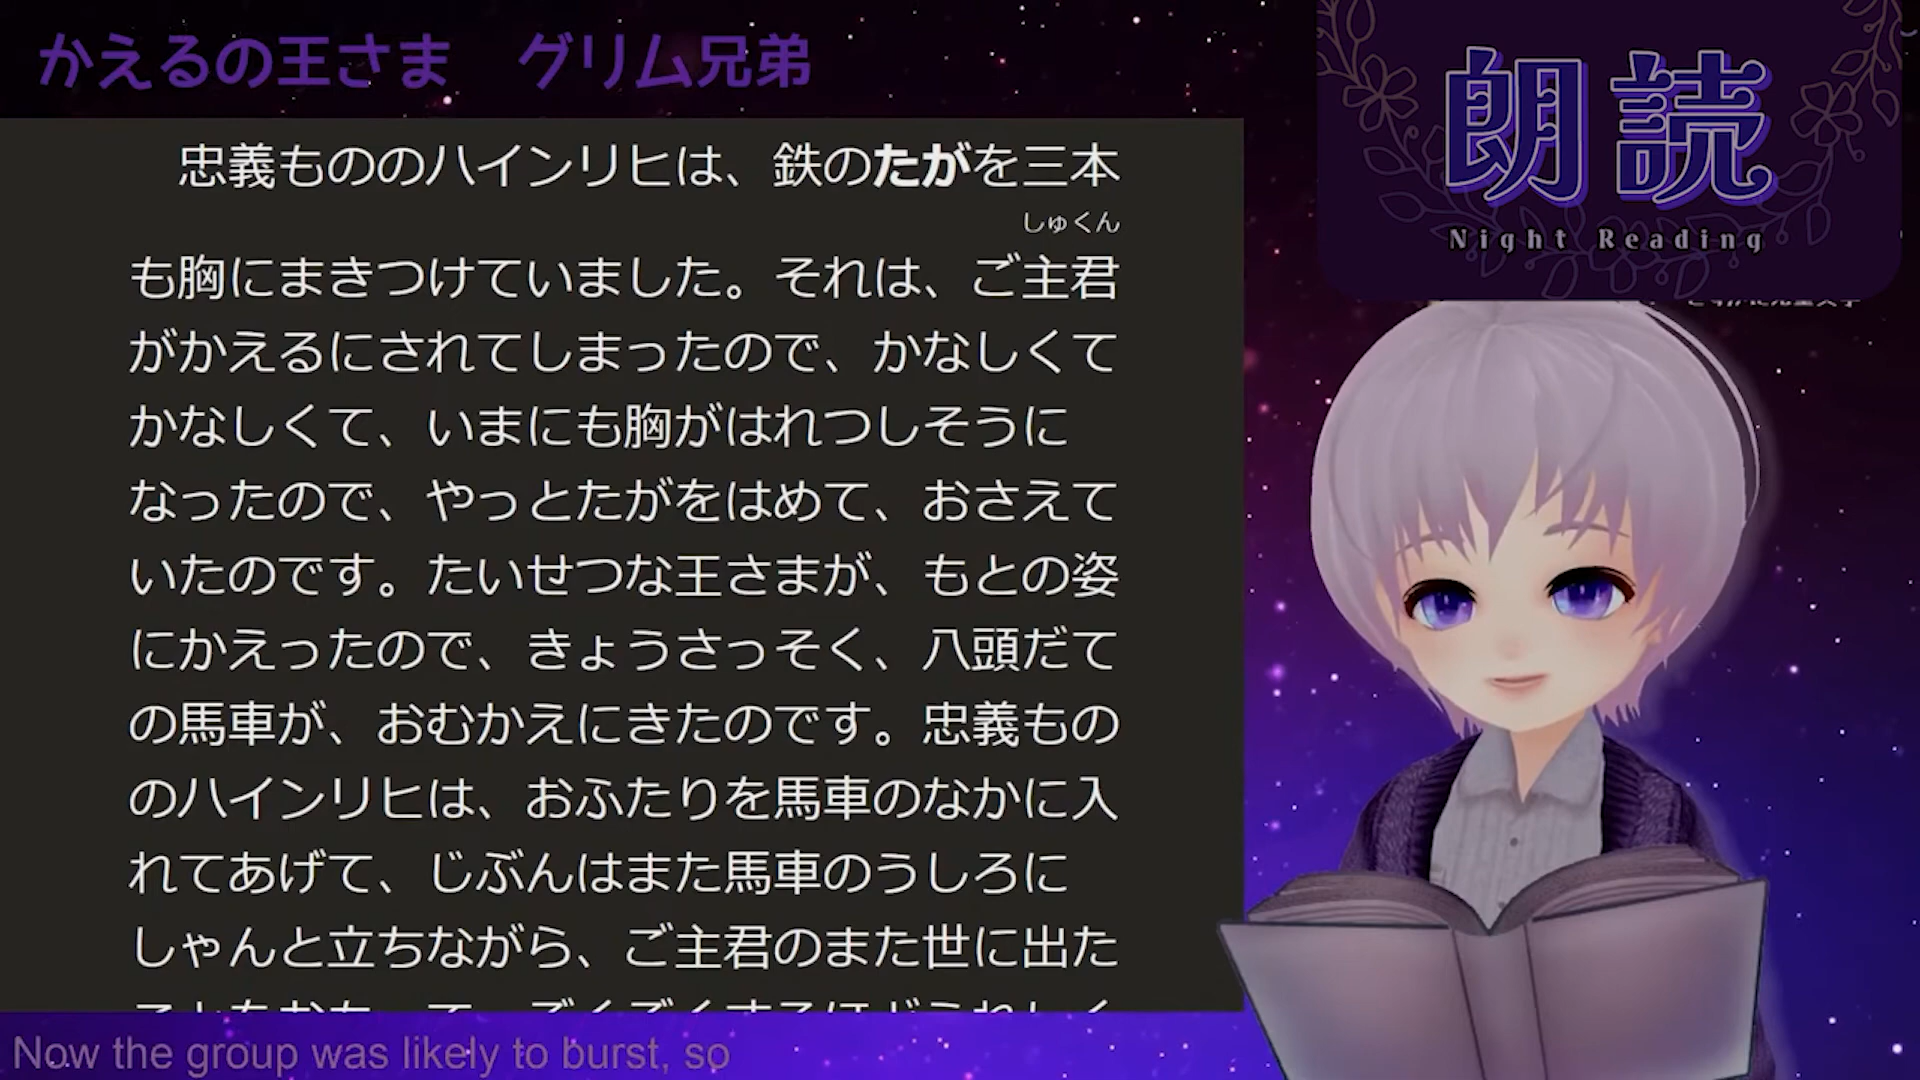 かえるの王さま　グリム兄弟
朗読
Night Reading
忠義もののハインリヒは、鉄のたがを三本
しゅくん
も胸にまきつけていました。それは、ご主君
がかえるにされてしまったので、かなしくて
かなしくて、いまにも胸がはれつしそうに
なったので、やっとたがをはめて、おさえて
いたのです。たいせつな王さまが、もとの姿
にかえったので、きょうさっそく、八頭だて
の馬車が、おむかえにきたのです。忠義もの
のハインリヒは、おふたりを馬車のなかに入
れてあげて、じぶんはまた馬車のうしろに
しゃんと立ちながら、ご主君のまた世に出た
Now the group was likely to burst, so